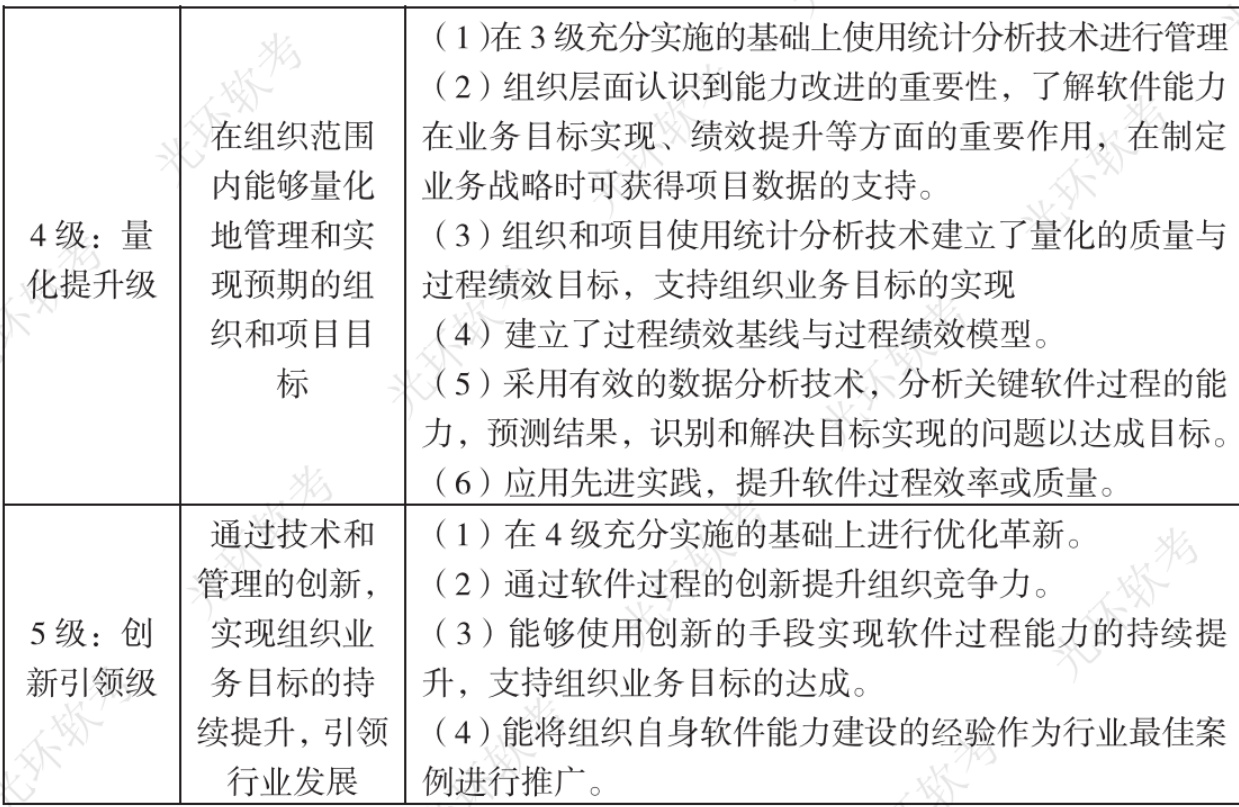 4 级：量
化提升级
在组织范围
内能够量化
地管理和实
现预期的组
织和项目目
标
（1）在 3 级充分实施的基础上使用统计分析技术进行管理
（2）组织层面认识到能力改进的重要性，了解软件能力
在业务目标实现、绩效提升等方面的重要作用，在制定
业务战略时可获得项目数据的支持。
（3）组织和项目使用统计分析技术建立了量化的质量与
过程绩效目标，支持组织业务目标的实现
（4）建立了过程绩效基线与过程绩效模型。
（5）采用有效的数据分析技术，分析关键软件过程的能
力，预测结果，识别和解决目标实现的问题以达成目标。
（6）应用先进实践，提升软件过程效率或质量。
5 级：创
新引领级
通过技术和
管理的创新，
实现组织业
务目标的持
续提升，引领
行业发展
（1）在 4 级充分实施的基础上进行优化革新。
（2）通过软件过程的创新提升组织竞争力。
（3）能够使用创新的手段实现软件过程能力的持续提
升，支持组织业务目标的达成。
（4）能将组织自身软件能力建设的经验作为行业最佳案
例进行推广。
光环软考